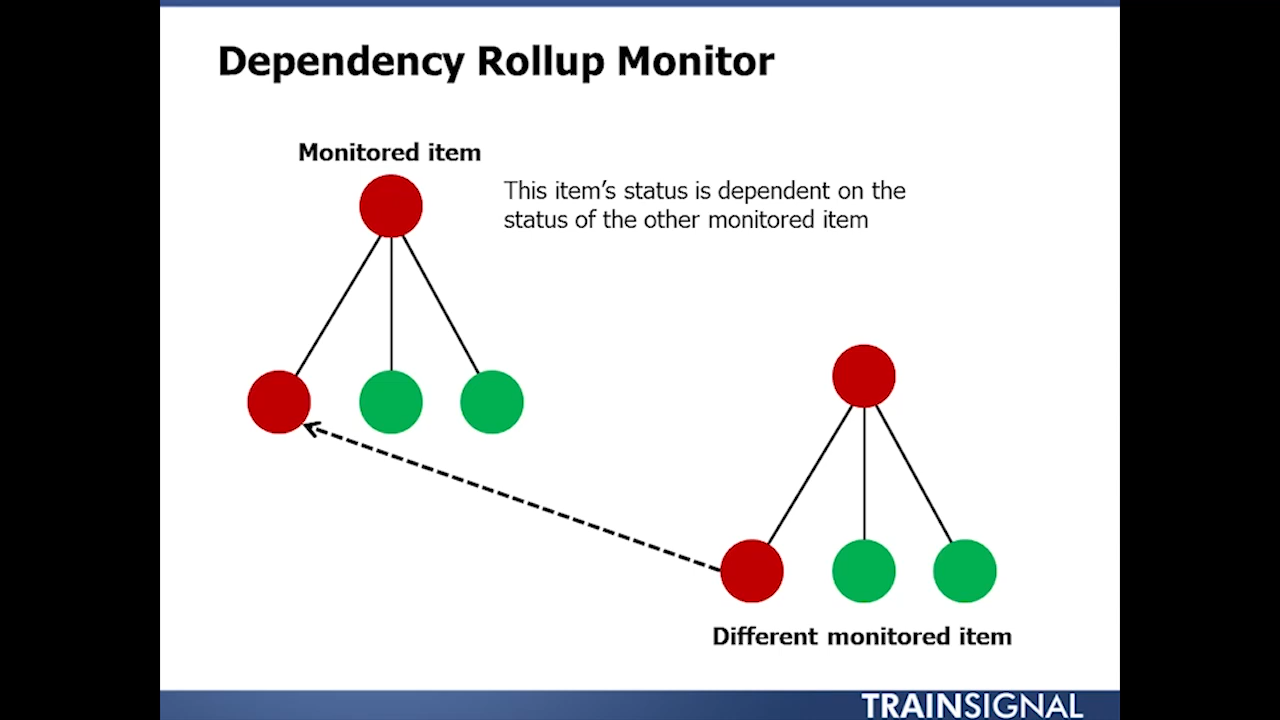 Dependency Rollup Monitor
Monitored item
This item’s status is dependent on the
status of the other monitored item
Different monitored item
TRAINSIGNAL